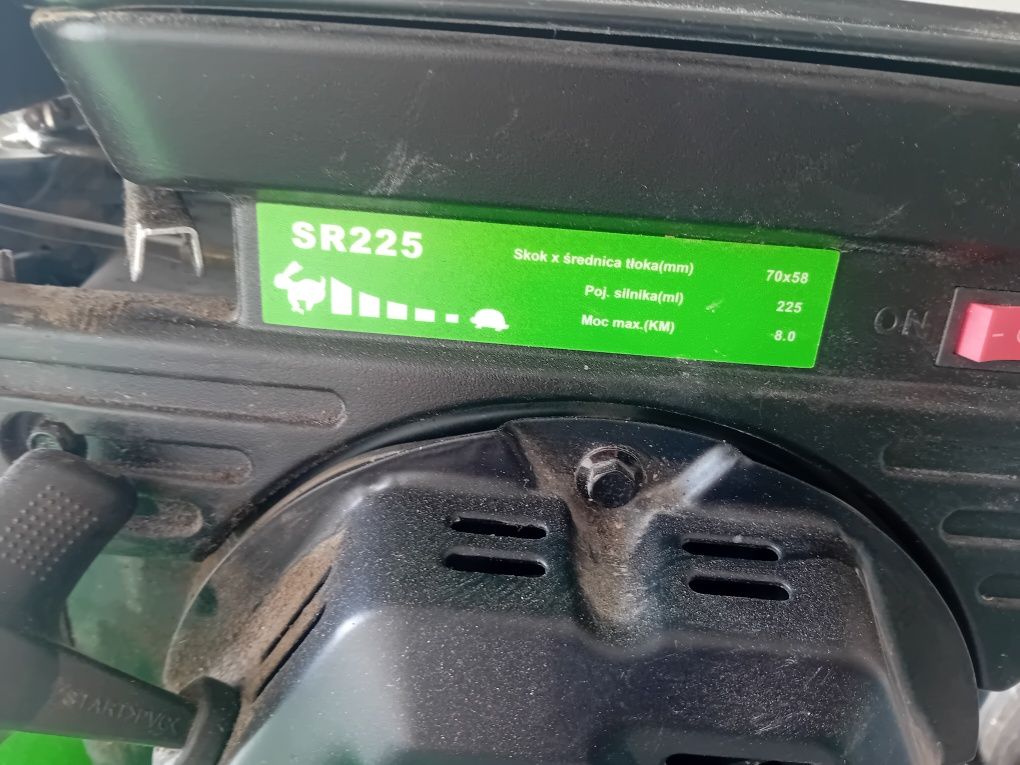 SR225
Skok x średnica tłoka(mm) 70x58
Poj. silnika(ml) 225
Moc max.(KM) 8.0
ON